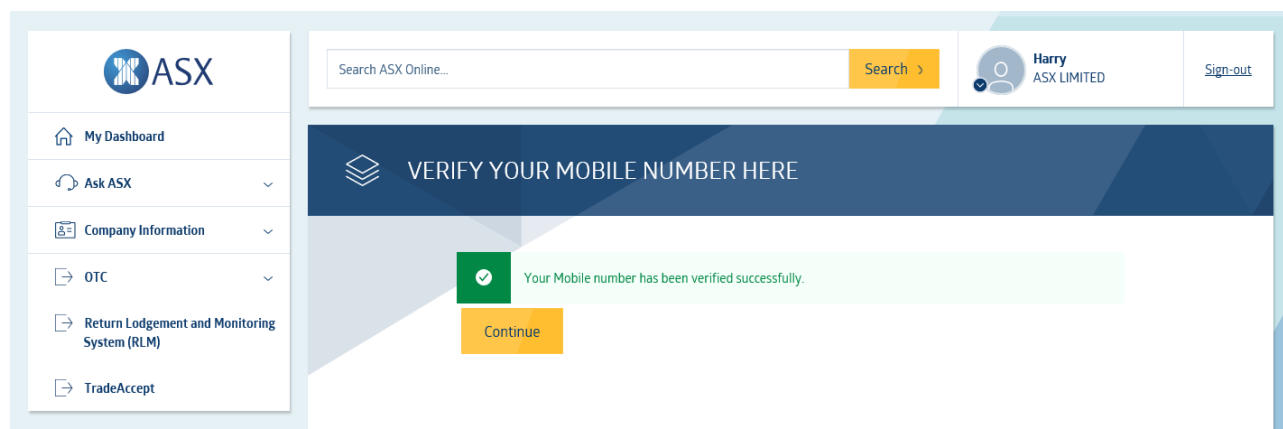 ASX
Search ASX Online...
Search
Harry
ASX LIMITED
Sign-out
My Dashboard
Ask ASX
Company Information
OTC
Return Lodgement and Monitoring
System (RLM)
TradeAccept
VERIFY YOUR MOBILE NUMBER HERE
Your Mobile number has been verified successfully.
Continue